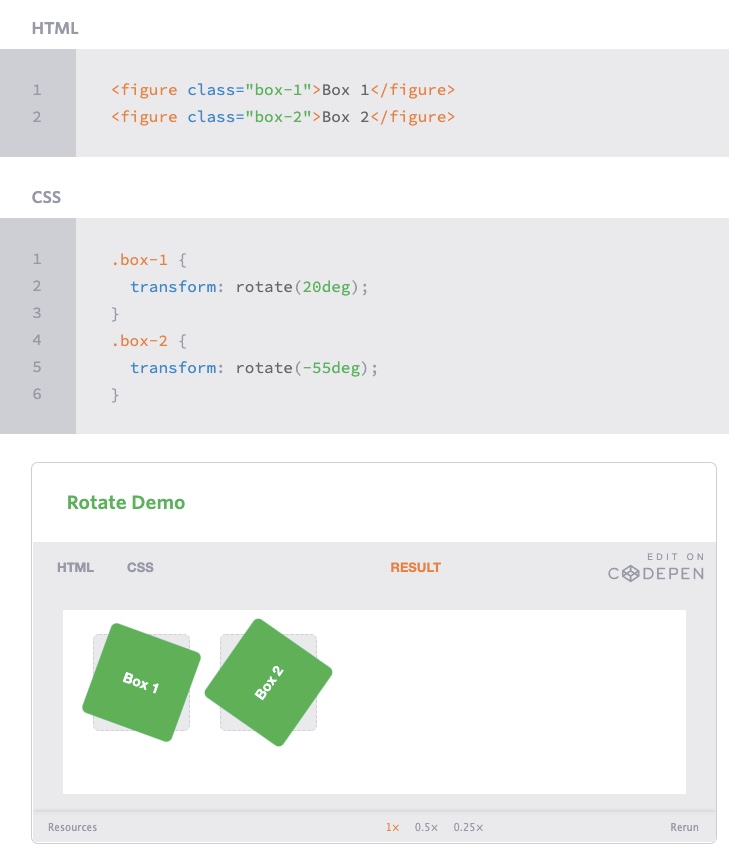 HTML
1 <figure class="box-1">Box 1</figure>
2 <figure class="box-2">Box 2</figure>
CSS
1 .box-1 {
2 transform: rotate(20deg);
3 }
4 .box-2 {
5 transform: rotate(-55deg);
6 }
Rotate Demo
HTML CSS RESULT EDIT ON
CODEPEN
Box 1 Box 2
Resources 1× 0.5× 0.25× Rerun